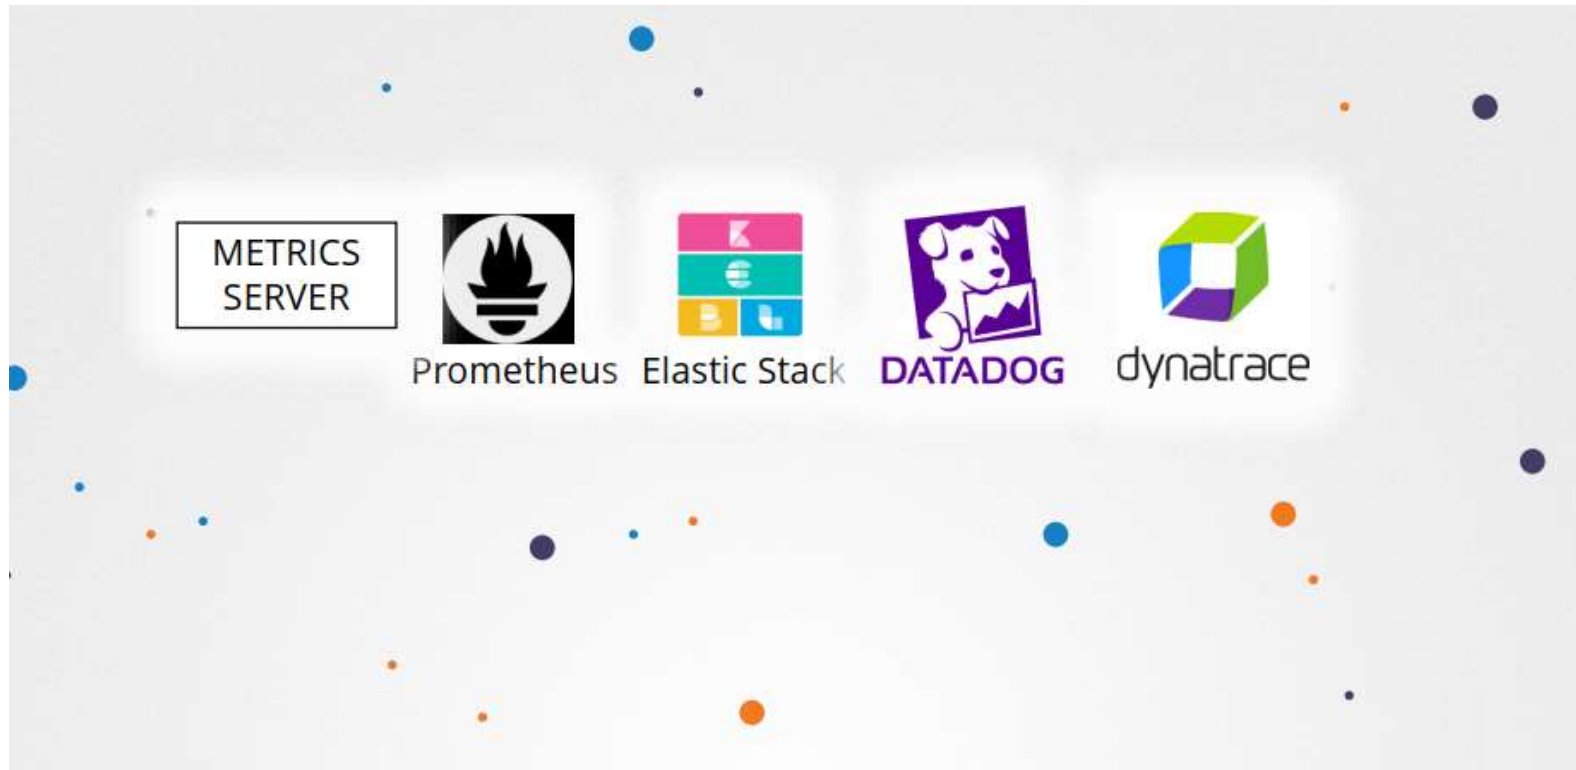 METRICS
SERVER
K
E
B
L
Prometheus
Elastic Stack
DATADOG
dynatrace